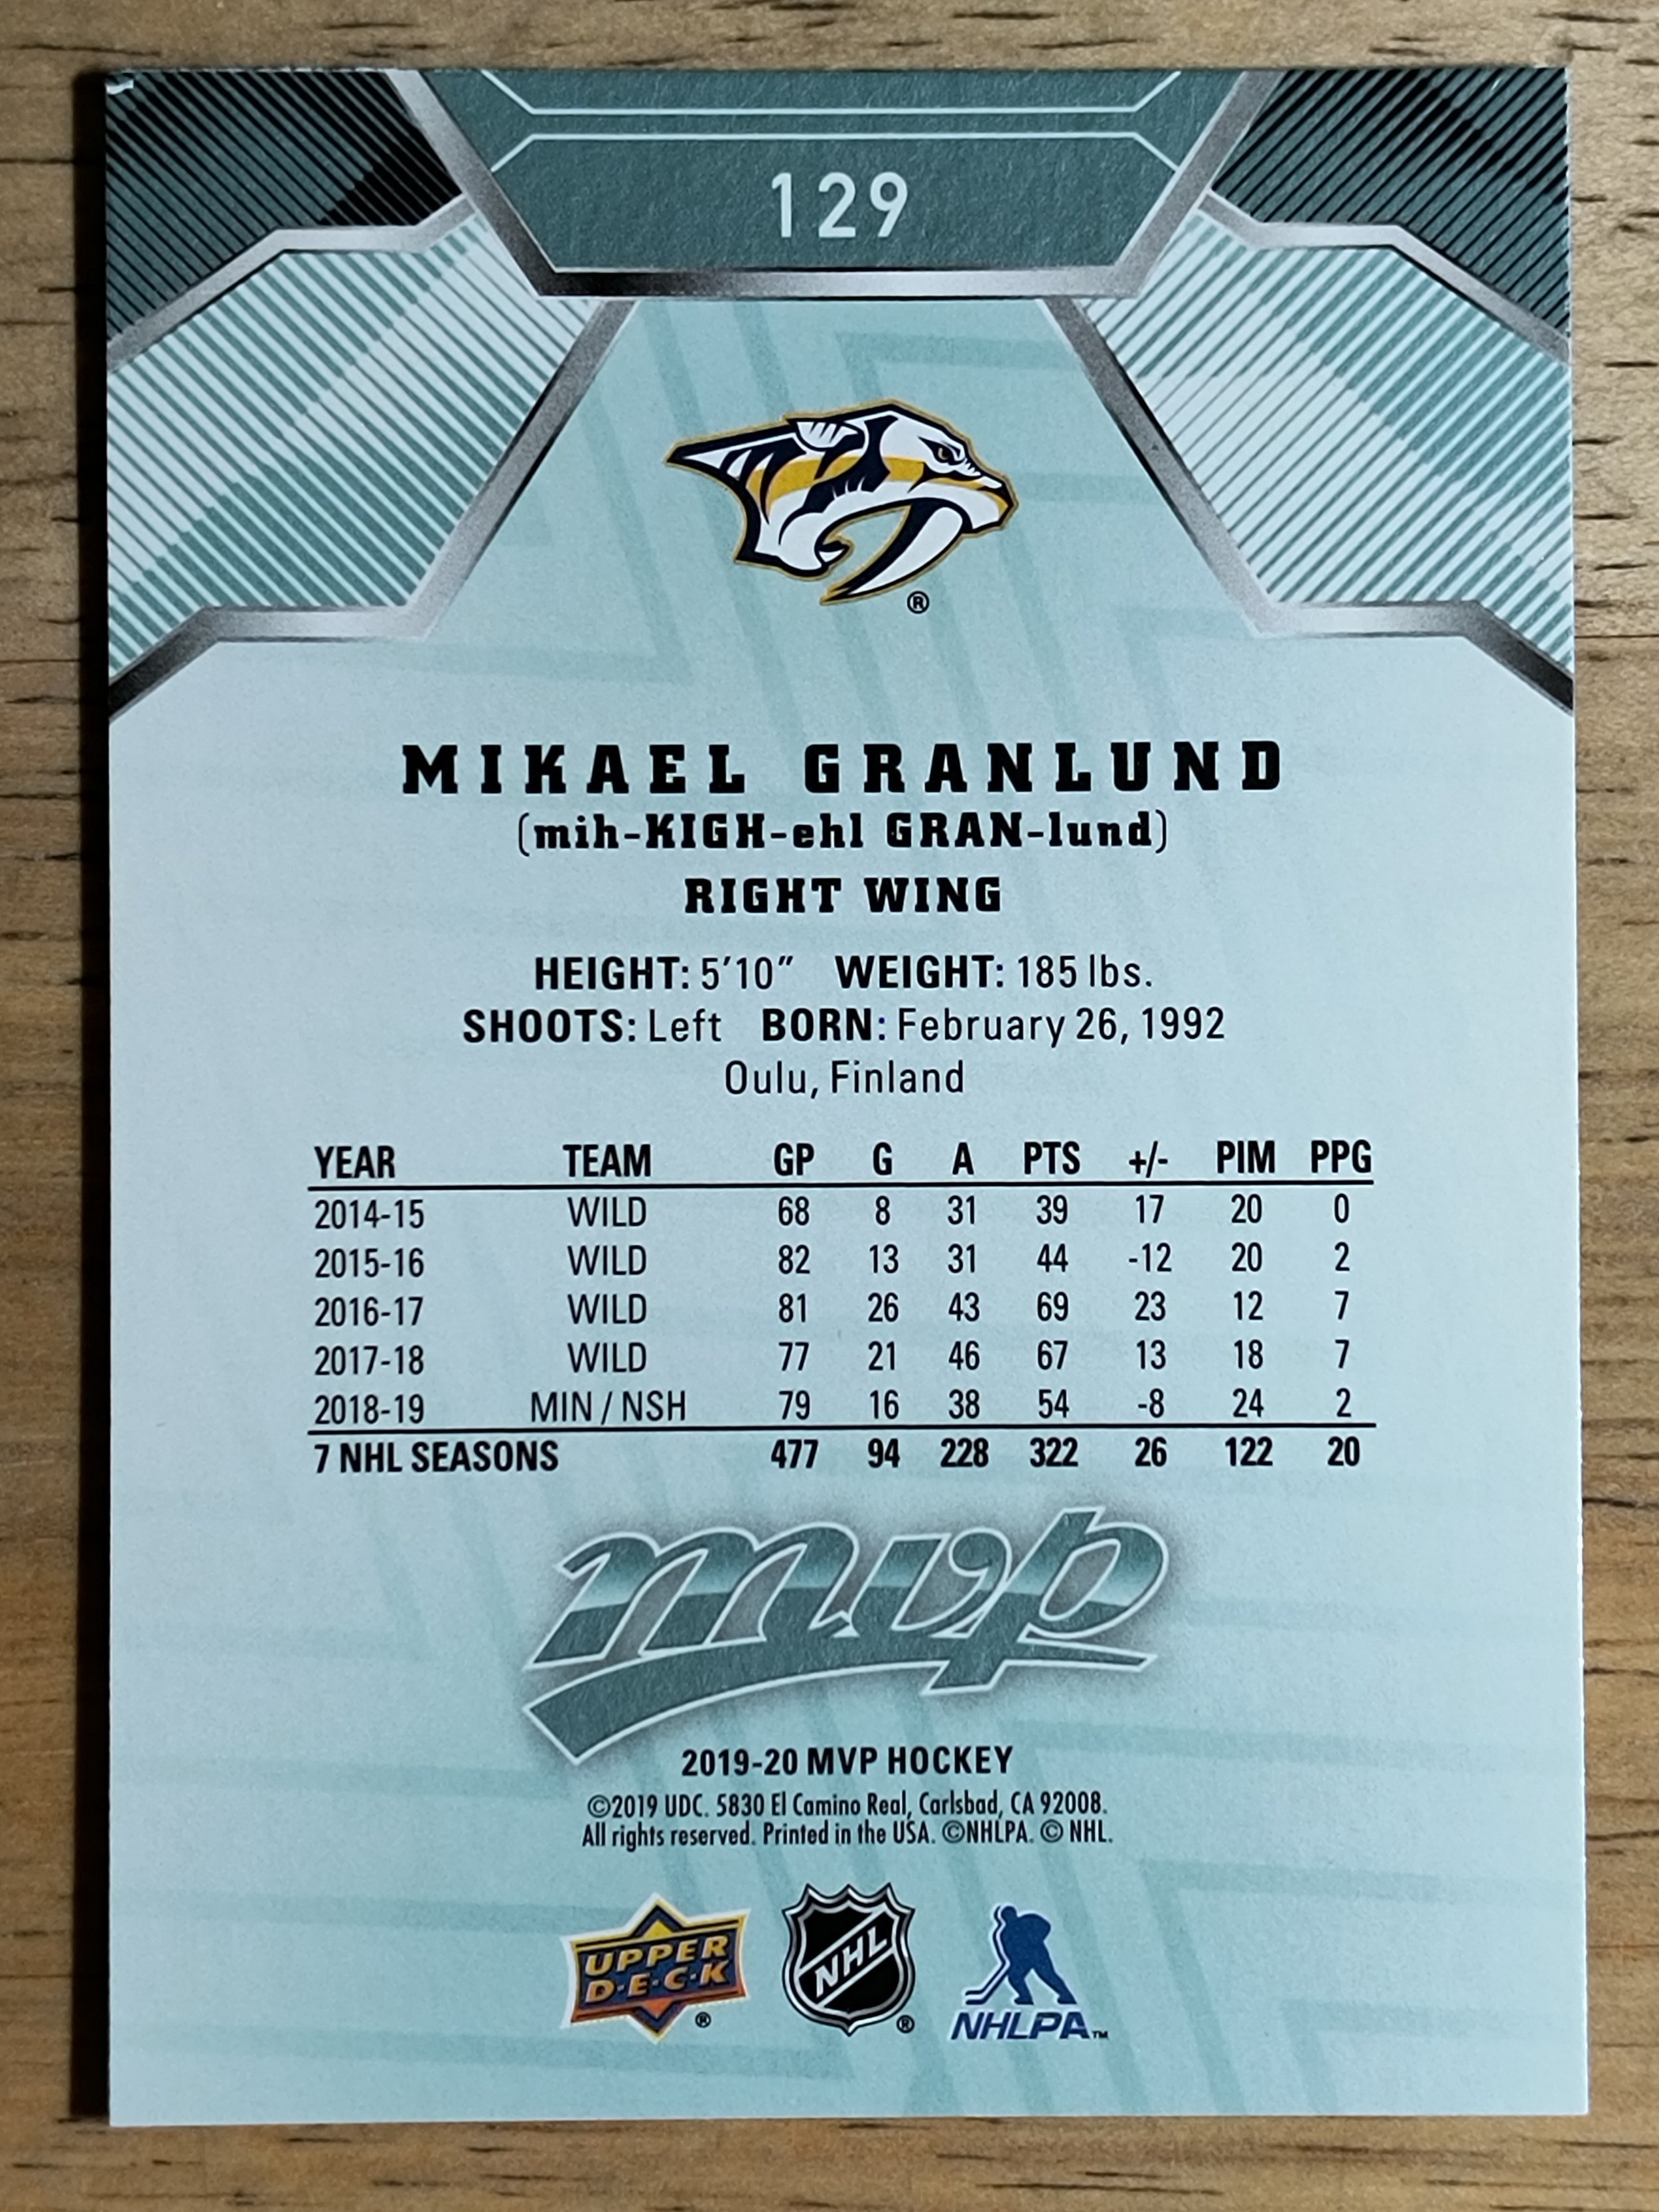 129
®
MIKAEL GRANLUND
(mih-KIGH-ehl GRAN-lund)
RIGHT WING
HEIGHT: 5'10" WEIGHT: 185 lbs.
SHOOTS: Left BORN: February 26, 1992
Oulu, Finland
YEAR TEAM GP G A PTS +/- PIM PPG
2014-15 WILD 68 8 31 39 17 20 0
2015-16 WILD 82 13 31 44 -12 20 2
2016-17 WILD 81 26 43 69 23 12 7
2017-18 WILD 77 21 46 67 13 18 7
2018-19 MIN / NSH 79 16 38 54 -8 24 2
7 NHL SEASONS 477 94 228 322 26 122 20
mvp
2019-20 MVP HOCKEY
©2019 UDC. 5830 El Camino Real, Carlsbad, CA 92008.
All rights reserved. Printed in the USA. ©NHLPA. © NHL.
UPPER
D·E·C·K ®
NHL ®
NHLPA™